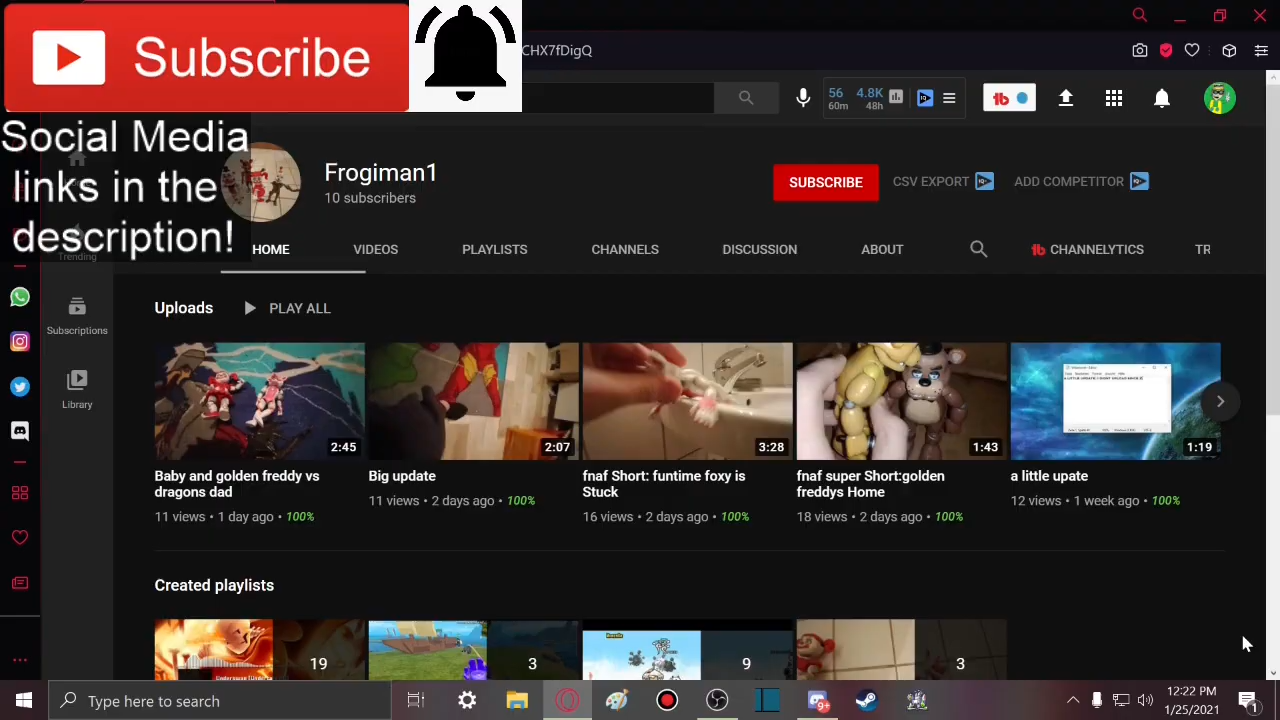 Subscribe
CHX7fDigQ
Social Media
links in the
description!
56 4.8K
60m 48h
Frogiman1
10 subscribers
SUBSCRIBE
CSV EXPORT
ADD COMPETITOR
HOME
VIDEOS
PLAYLISTS
CHANNELS
DISCUSSION
ABOUT
CHANNELYTICS
TR
Trending
Subscriptions
Library
Uploads
PLAY ALL
2:45
Baby and golden freddy vs
dragons dad
11 views • 1 day ago • 100%
2:07
Big update
11 views • 2 days ago • 100%
3:28
fnaf Short: funtime foxy is
Stuck
16 views • 2 days ago • 100%
1:43
fnaf super Short:golden
freddys Home
18 views • 2 days ago • 100%
1:19
a little upate
12 views • 1 week ago • 100%
Created playlists
19
3
9
3
Type here to search
9+
12:22 PM
1/25/2021
1